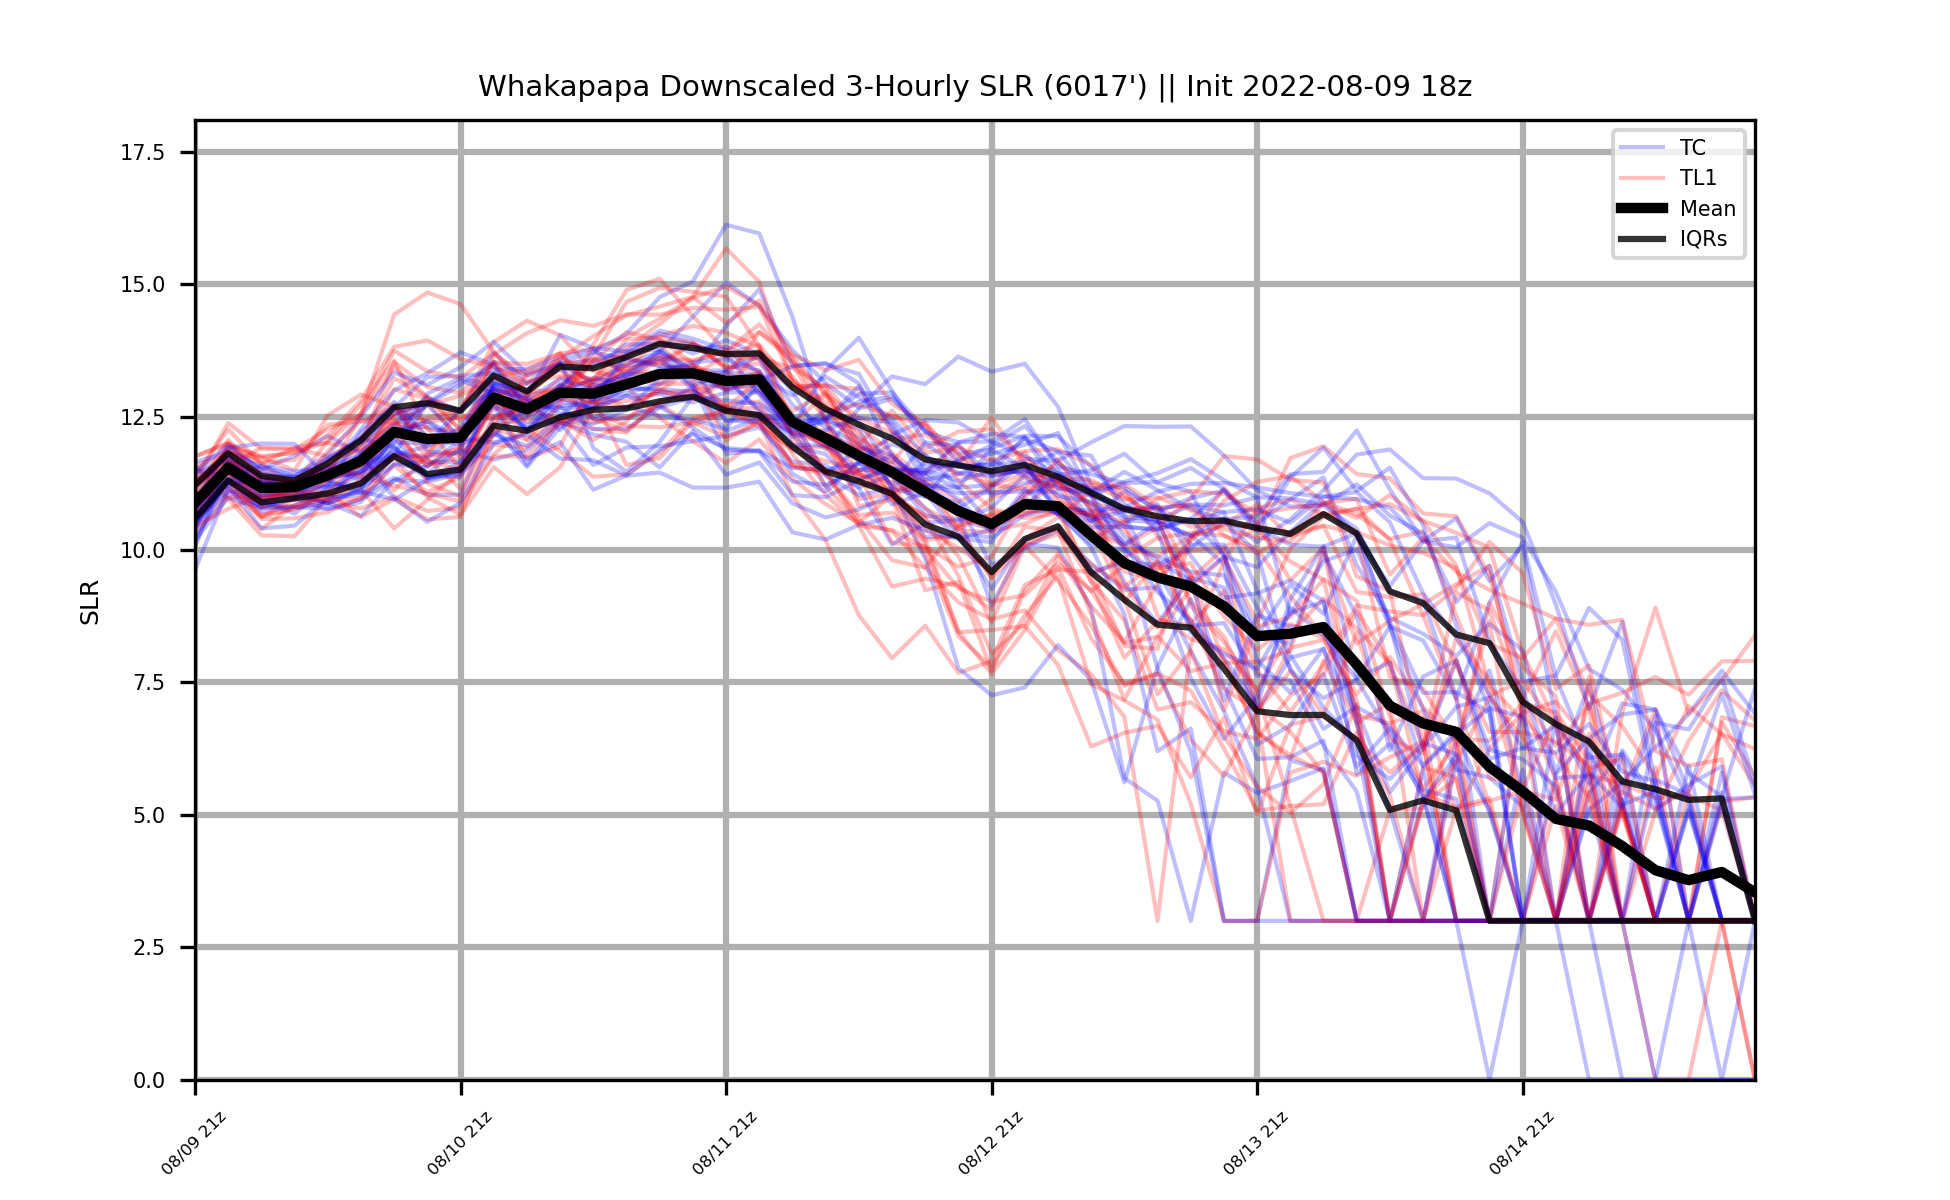 Whakapapa Downscaled 3-Hourly SLR (6017') || Init 2022-08-09 18z
TC
TL1
Mean
IQRs
SLR
17.5
15.0
12.5
10.0
7.5
5.0
2.5
0.0
08/09 21z
08/10 21z
08/11 21z
08/12 21z
08/13 21z
08/14 21z